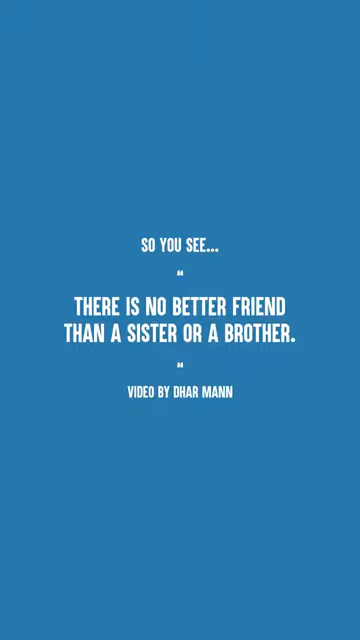 SO YOU SEE...
“
THERE IS NO BETTER FRIEND
THAN A SISTER OR A BROTHER.
“
VIDEO BY DHAR MANN